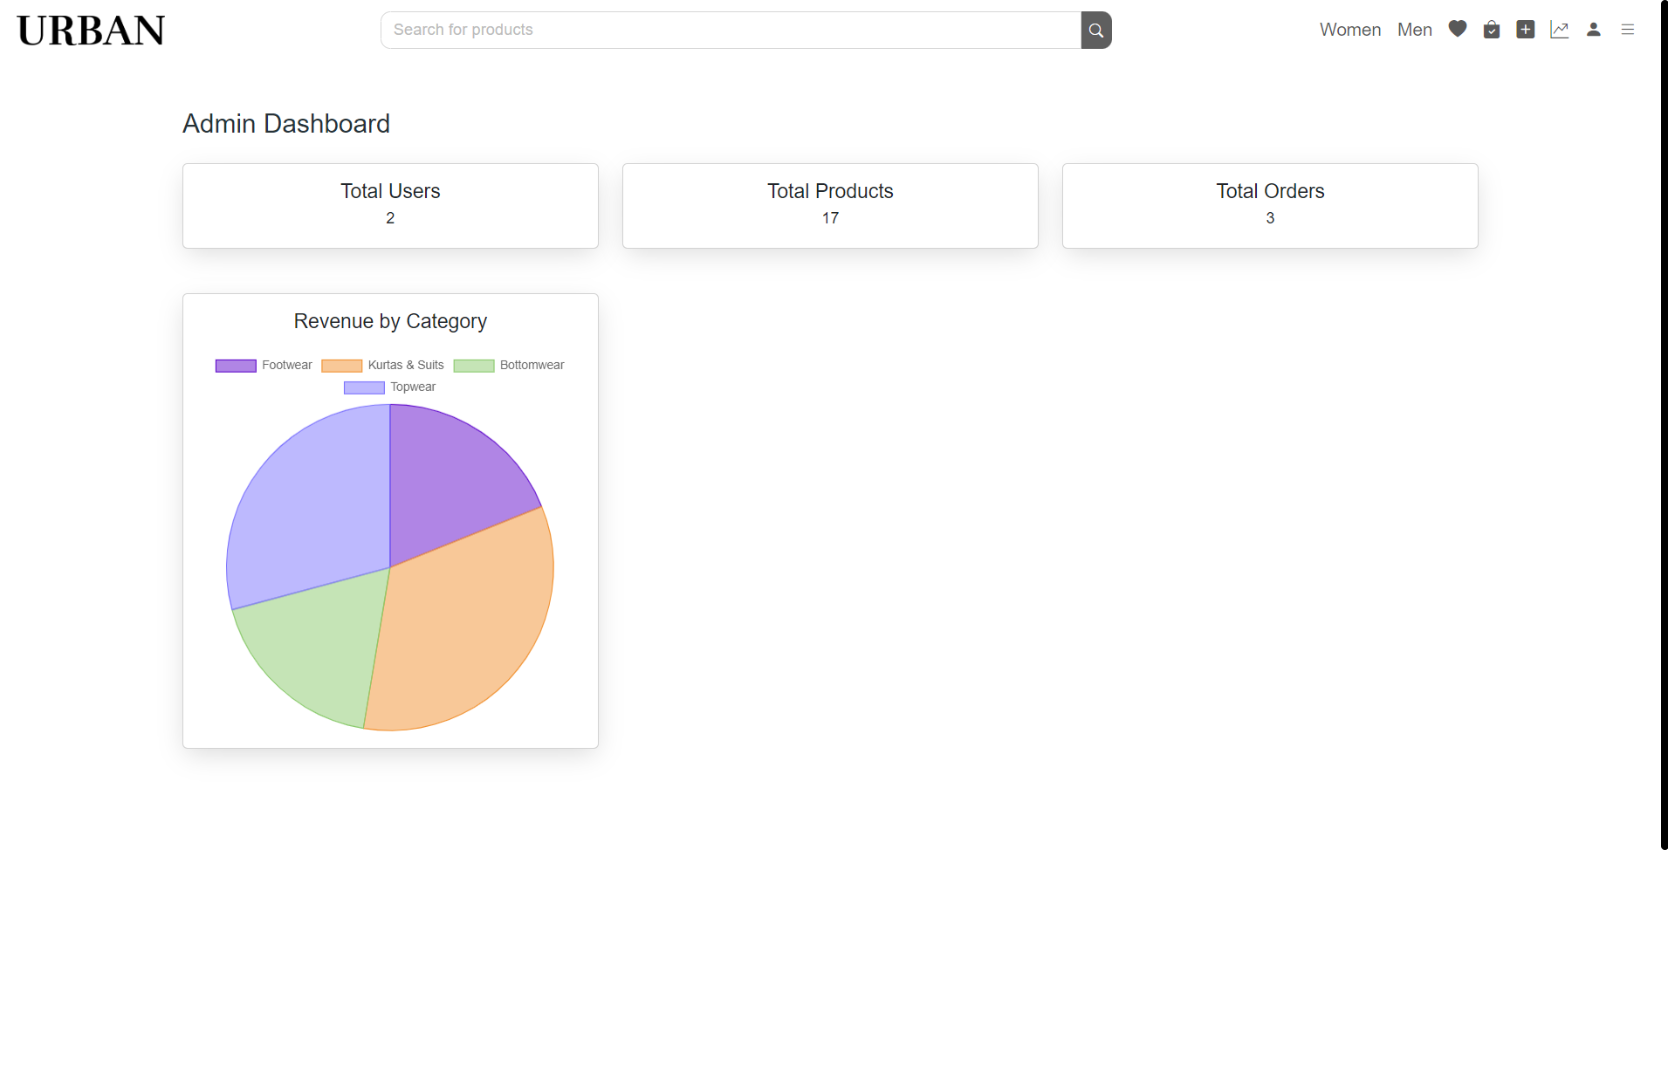 URBAN
Search for products
Women Men
Admin Dashboard
Total Users
2
Total Products
17
Total Orders
3
Revenue by Category
Footwear Kurtas & Suits Bottomwear
Topwear